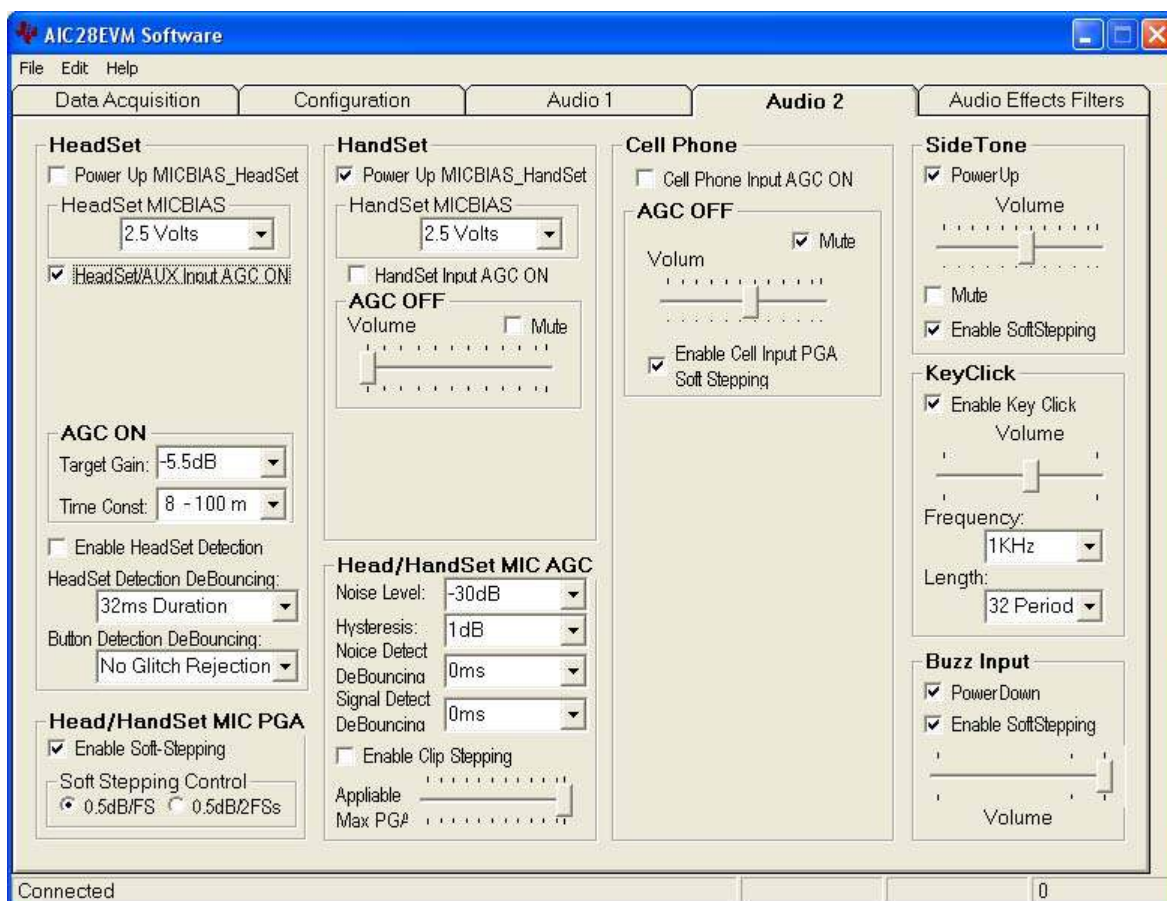 AIC28EVM Software
File Edit Help
Data Acquisition
Configuration
Audio 1
Audio 2
Audio Effects Filters
HeadSet
Power Up MICBIAS_HeadSet
HeadSet MICBIAS
2.5 Volts
HeadSet/AUX Input AGC ON
AGC ON
Target Gain: -5.5dB
Time Const: 8 - 100 m
Enable HeadSet Detection
HeadSet Detection DeBouncing:
32ms Duration
Button Detection DeBouncing:
No Glitch Rejection
Head/HandSet MIC PGA
Enable Soft-Stepping
Soft Stepping Control
0.5dB/FS 0.5dB/2FSs
HandSet
Power Up MICBIAS_HandSet
HandSet MICBIAS
2.5 Volts
HandSet Input AGC ON
AGC OFF
Volume Mute
Head/HandSet MIC AGC
Noise Level: -30dB
Hysteresis: 1dB
Noice Detect
DeBouncing 0ms
Signal Detect
DeBouncing 0ms
Enable Clip Stepping
Appliable
Max PGA
Cell Phone
Cell Phone Input AGC ON
AGC OFF
Mute
Volum
Enable Cell Input PGA
Soft Stepping
SideTone
PowerUp
Volume
Mute
Enable SoftStepping
KeyClick
Enable Key Click
Volume
Frequency:
1KHz
Length:
32 Period
Buzz Input
PowerDown
Enable SoftStepping
Volume
Connected
0